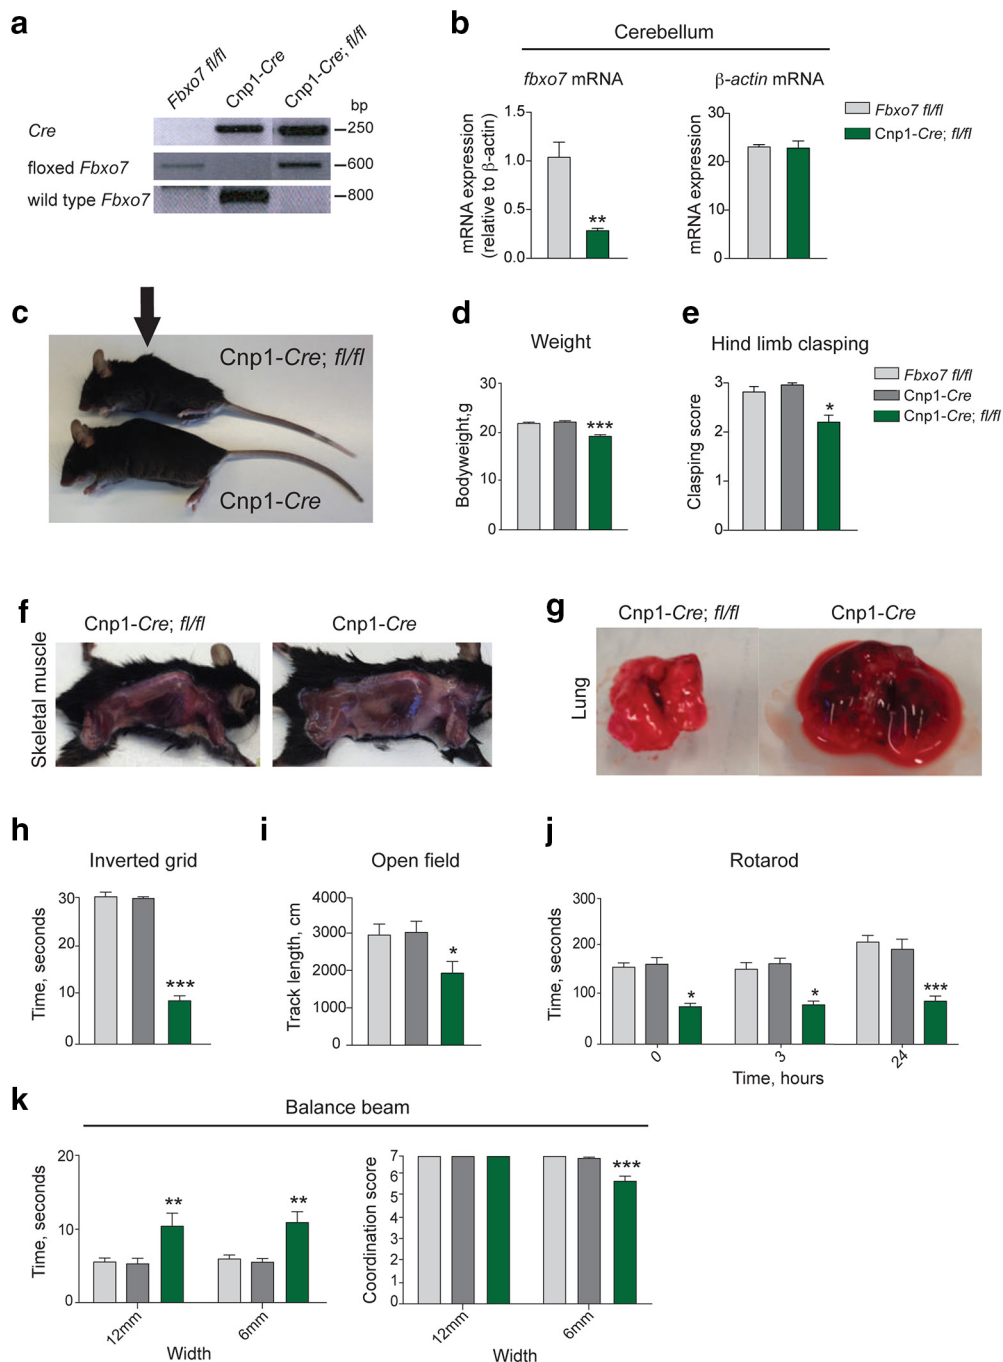 a
Fbxo7 fl/fl
Cnp1-Cre
Cnp1-Cre; fl/fl
bp
Cre
250
floxed Fbxo7
600
wild type Fbxo7
800
b
Cerebellum
fbxo7 mRNA
mRNA expression
(relative to β-actin)
1.5
1.0
0.5
0.0
**
β-actin mRNA
mRNA expression
30
20
10
0
Fbxo7 fl/fl
Cnp1-Cre; fl/fl
c
Cnp1-Cre; fl/fl
Cnp1-Cre
d
Weight
Bodyweight,g
30
20
10
0
***
e
Hind limb clasping
Clasping score
3
2
1
0
*
Fbxo7 fl/fl
Cnp1-Cre
Cnp1-Cre; fl/fl
f
Cnp1-Cre; fl/fl
Cnp1-Cre
Skeletal muscle
g
Cnp1-Cre; fl/fl
Cnp1-Cre
Lung
h
Inverted grid
Time, seconds
30
20
10
0
***
i
Open field
Track length, cm
4000
3000
2000
1000
0
*
j
Rotarod
Time, seconds
300
200
100
0
*
*
***
0
3
24
Time, hours
k
Balance beam
Time, seconds
20
10
0
**
**
12mm
6mm
Width
Coordination score
7
6
5
4
3
2
1
0
***
12mm
6mm
Width